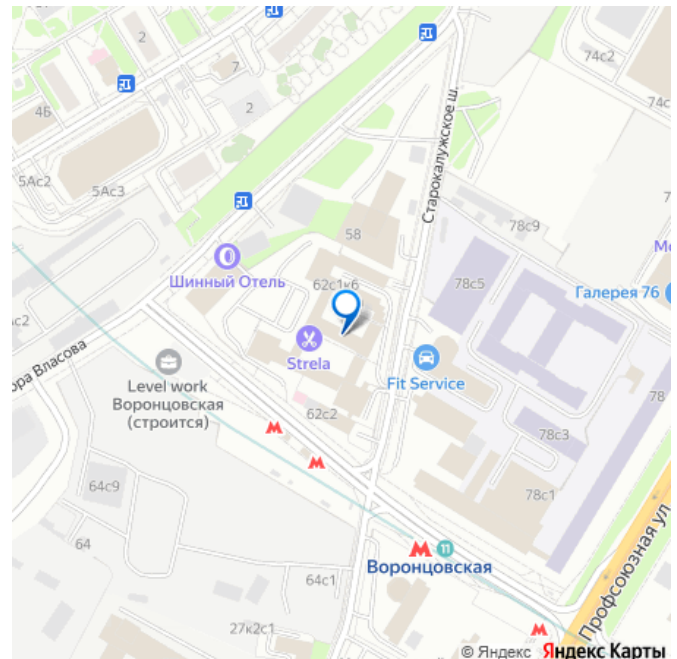 2
7
2
4Б
5Ас2
5Ас3
74с2
74с
Старокалужское ш.
58
78с9
Шинный Отель
62с1к6
78с5
Галерея 76
Strela
Fit Service
78
ора Власова
Level work
Воронцовская
(строится)
62с2
78с3
64с9
78с1
64
Воронцовская
11
64с1
27к2с1
Профсоюзная ул
© Яндекс Яндекс Карты